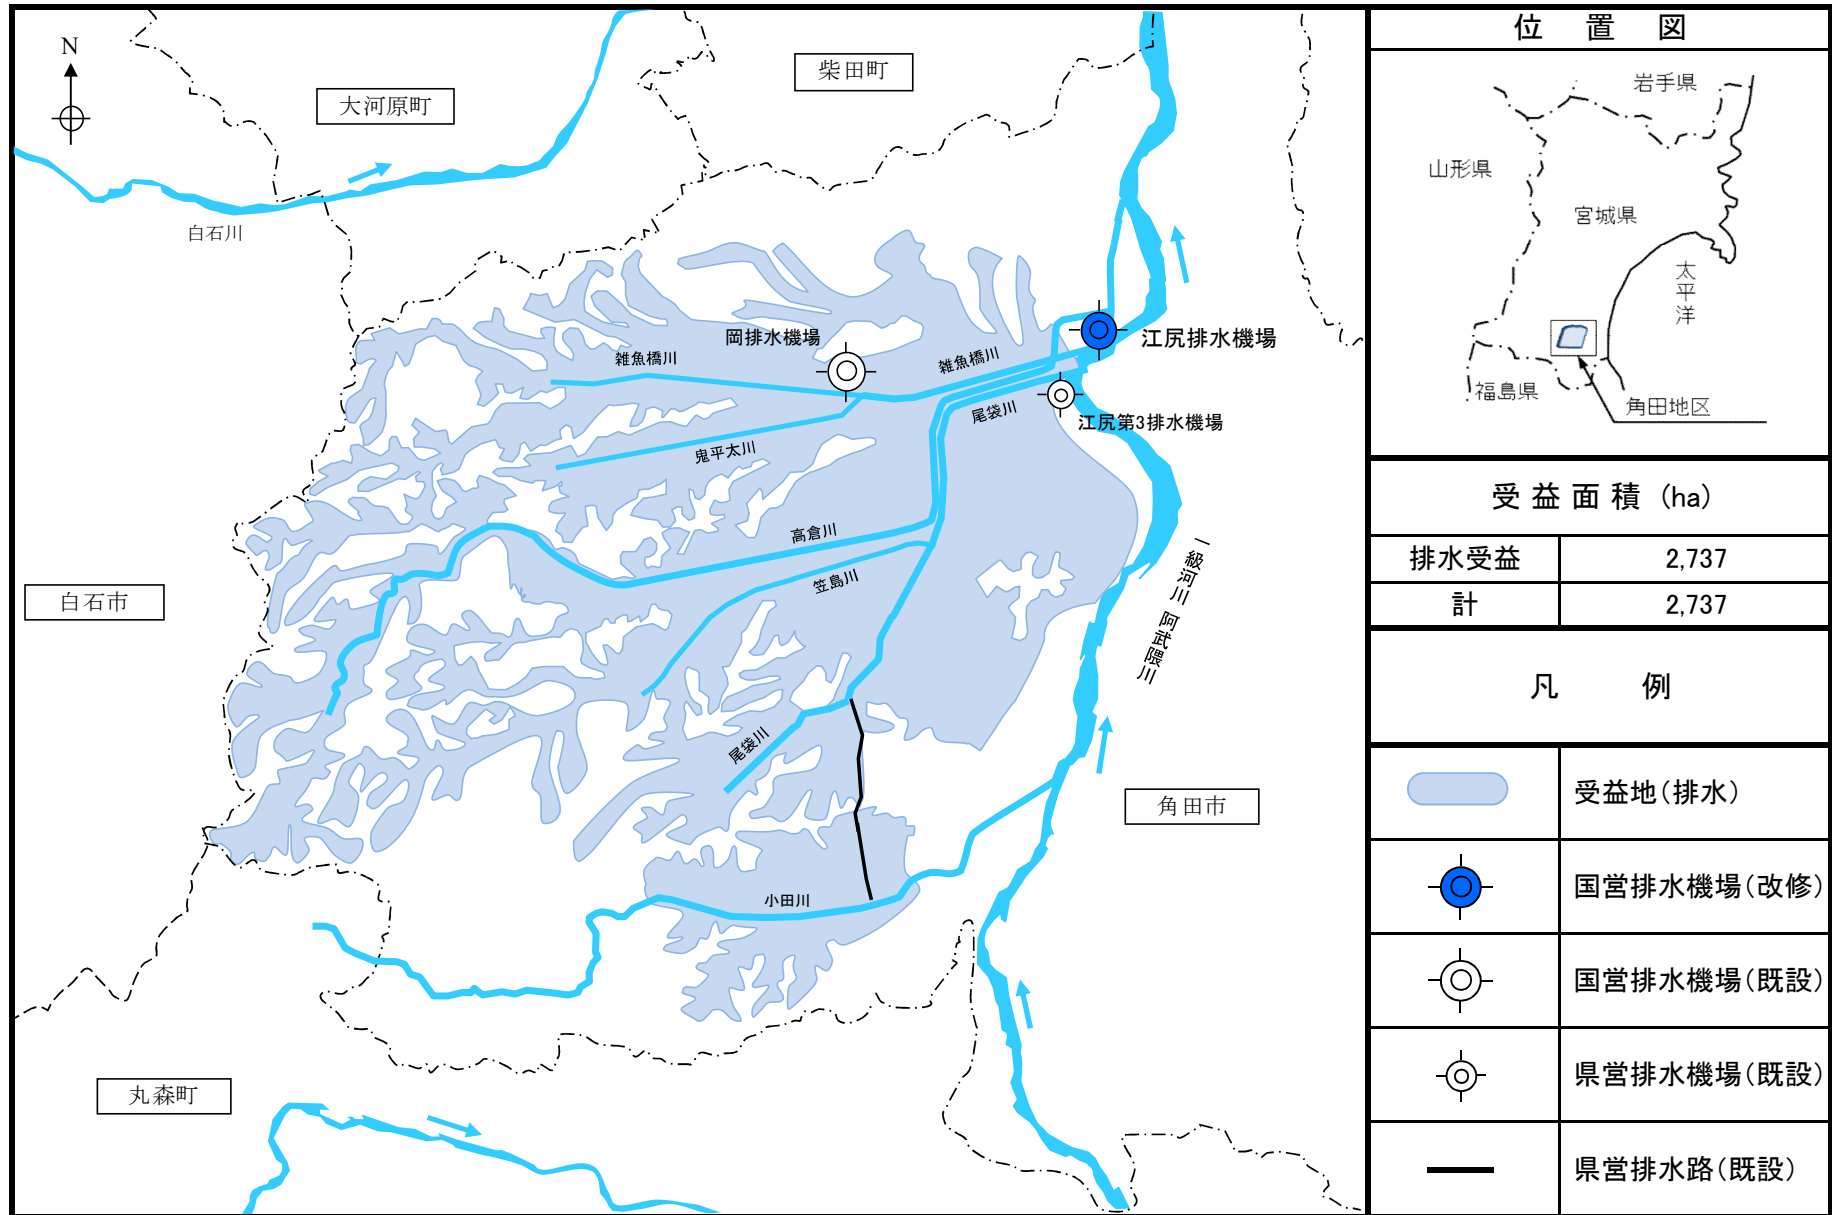 N
大河原町
柴田町
白石川
岡排水機場
雑魚橋川
雑魚橋川
江尻排水機場
尾袋川
江尻第3排水機場
鬼平太川
高倉川
笠島川
一級河川 阿武隈川
白石市
尾袋川
角田市
小田川
丸森町
位 置 図
岩手県
山形県
宮城県
太平洋
福島県
角田地区
受益面積 (ha)
排水受益 2,737
計 2,737
凡 例
受益地(排水)
国営排水機場(改修)
国営排水機場(既設)
県営排水機場(既設)
県営排水路(既設)